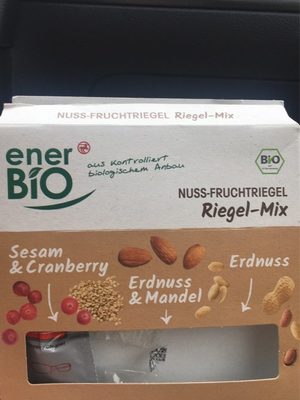 NUSS-FRUCHTRIEGEL Riegel-Mix
ener
BiO
aus kontrolliert
biologischem Anbau
BIO
NUSS-FRUCHTRIEGEL
Riegel-Mix
Sesam
& Cranberry
Erdnuss
& Mandel
Erdnuss